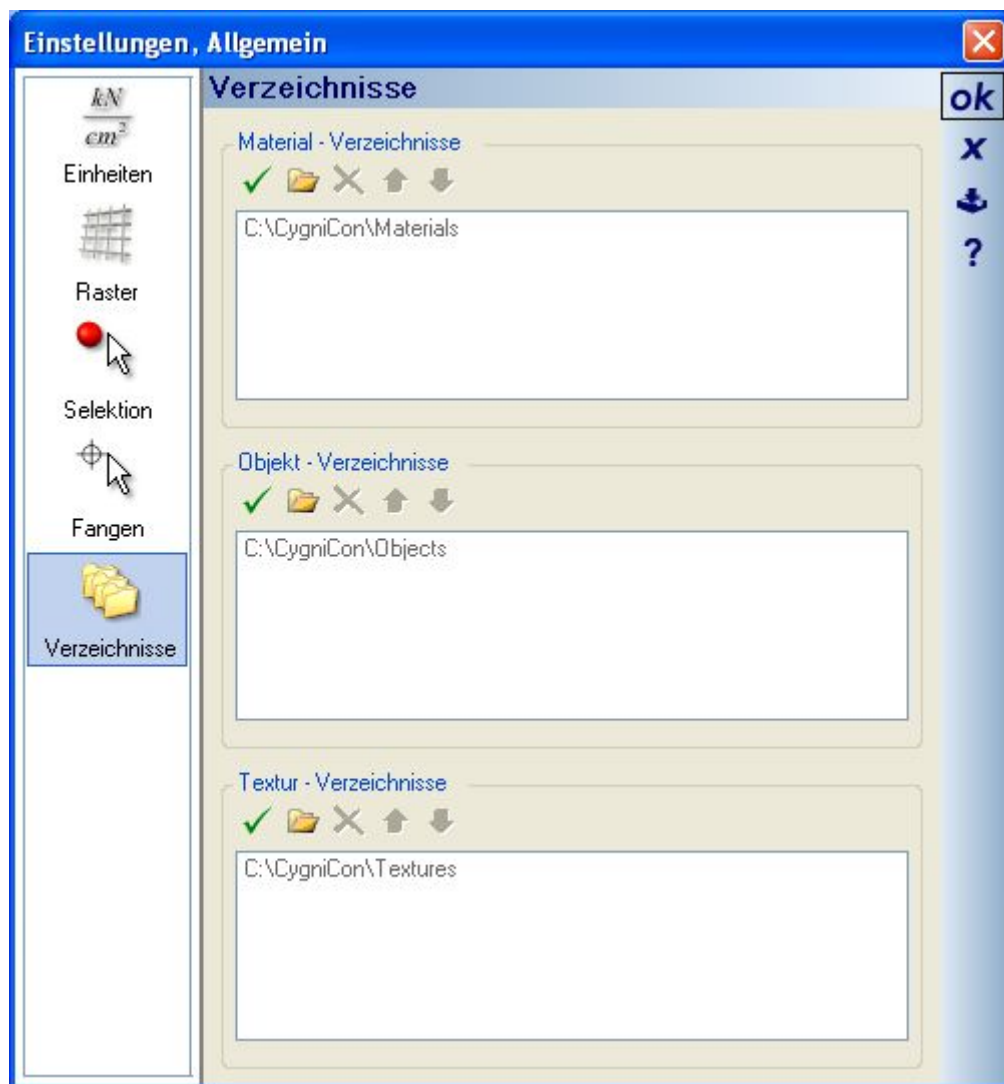 Einstellungen, Allgemein
kN
cm²
Einheiten
Raster
Selektion
Fangen
Verzeichnisse
Verzeichnisse
Material - Verzeichnisse
C:\CygniCon\Materials
Objekt - Verzeichnisse
C:\CygniCon\Objects
Textur - Verzeichnisse
C:\CygniCon\Textures
ok
x
?